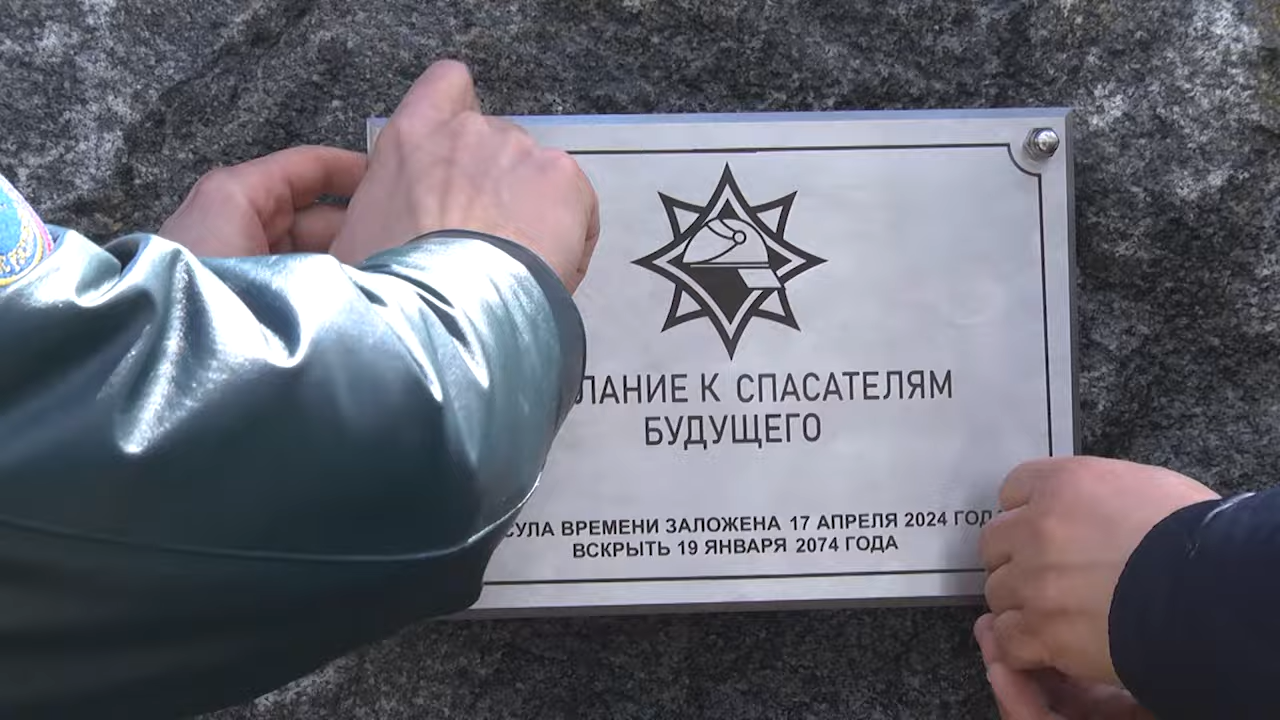 ЛАНИЕ К СПАСАТЕЛЯМ
БУДУЩЕГО
СУЛА ВРЕМЕНИ ЗАЛОЖЕНА 17 АПРЕЛЯ 2024 ГОДА
ВСКРЫТЬ 19 ЯНВАРЯ 2074 ГОДА